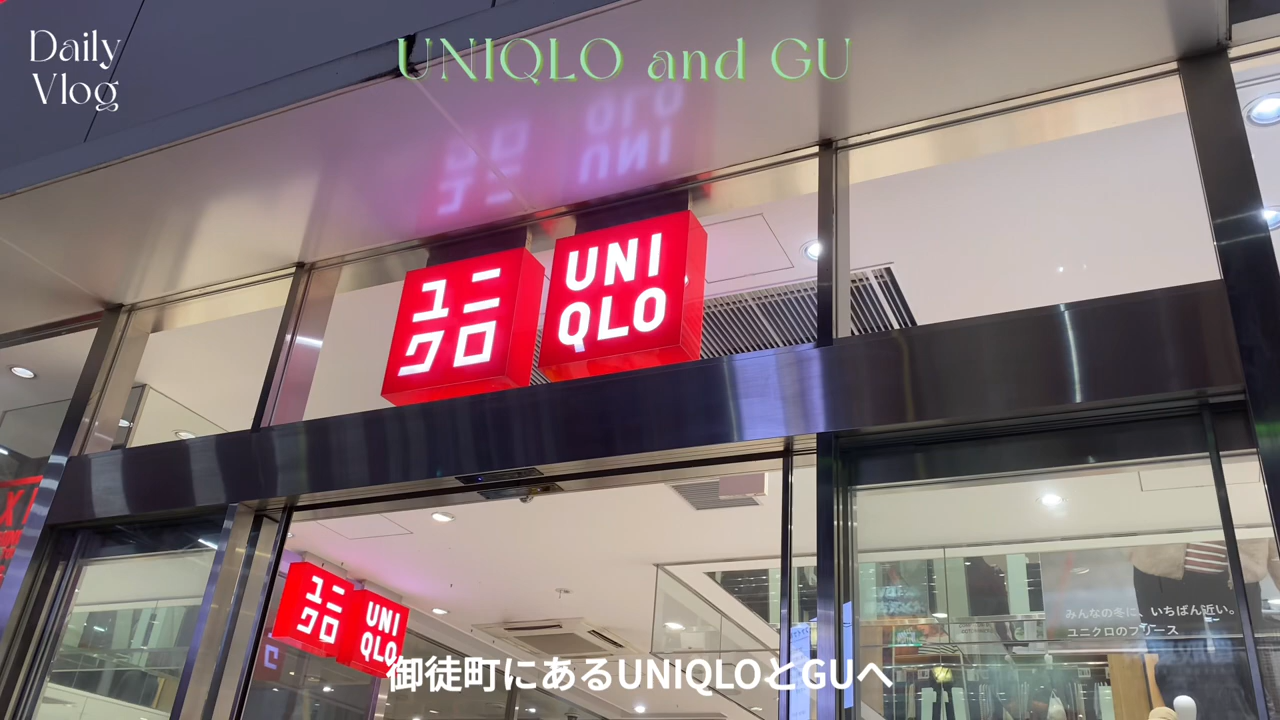 Daily
Vlog
UNIQLO and GU
ユニ
クロ
UNI
QLO
ユニ
クロ
UNI
QLO
みんなの冬に、いちばん近い。
ユニクロのフリース
御徒町にあるUNIQLOとGUへ